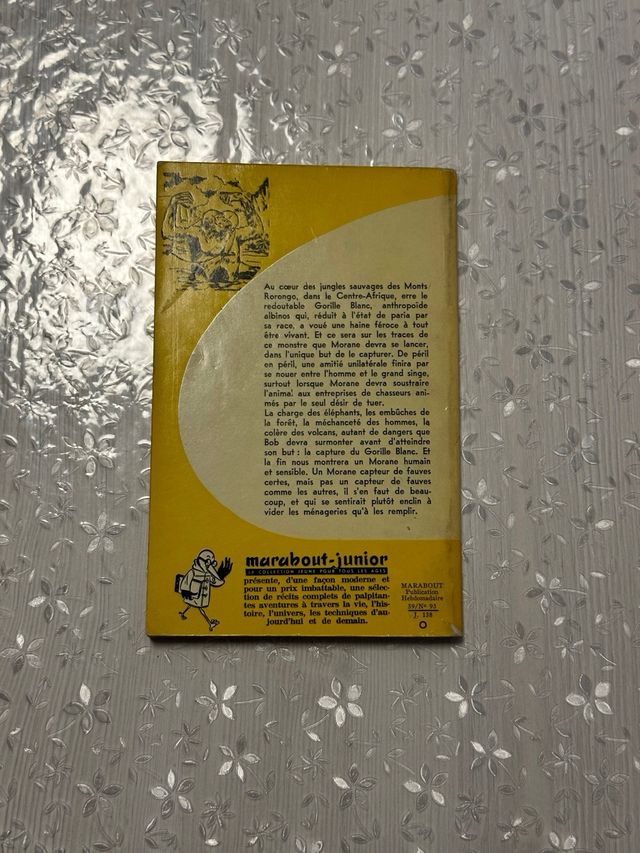 Au cœur des jungles sauvages des Monts
Rorongo, dans le Centre-Afrique, erre le
redoutable Gorille Blanc, anthropoïde
albinos qui, réduit à l'état de paria par
sa race, a voué une haine féroce à tout
être vivant. Et ce sera sur les traces de
ce monstre que Morane devra se lancer,
dans l'unique but de le capturer. De péril
en péril, une amitié unilatérale finira par
se nouer entre l'homme et le grand singe,
surtout lorsque Morane devra soustraire
l'animal aux entreprises de chasseurs ani-
més par le seul désir de tuer.
La charge des éléphants, les embûches de
la forêt, la méchanceté des hommes, la
colère des volcans, autant de dangers que
Bob devra surmonter avant d'atteindre
son but : la capture du Gorille Blanc. Et
la fin nous montrera un Morane humain
et sensible. Un Morane capteur de fauves
certes, mais pas un capteur de fauves
comme les autres, il s'en faut de beau-
coup, et qui se sentirait plutôt enclin à
vider les ménageries qu'à les remplir.
marabout-junior
LA COLLECTION JEUNE POUR TOUS LES AGES
présente, d'une façon moderne et
pour un prix imbattable, une sélec-
tion de récits complets de palpitan-
tes aventures à travers la vie, l'his-
toire, l'univers, les techniques d'au-
jourd'hui et de demain.
MARABOUT
Publication
Hebdomadaire
59/N° 93
J. 138